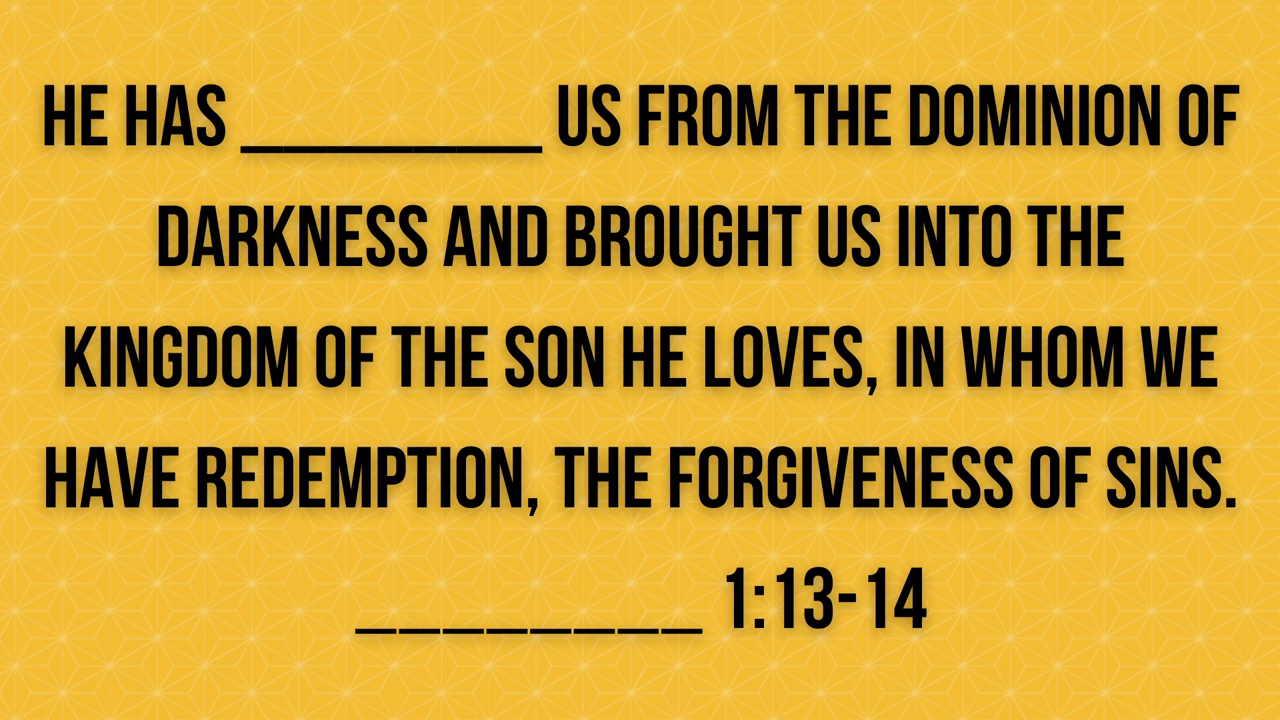 HE HAS _______ US FROM THE DOMINION OF
DARKNESS AND BROUGHT US INTO THE
KINGDOM OF THE SON HE LOVES, IN WHOM WE
HAVE REDEMPTION, THE FORGIVENESS OF SINS.
________ 1:13-14